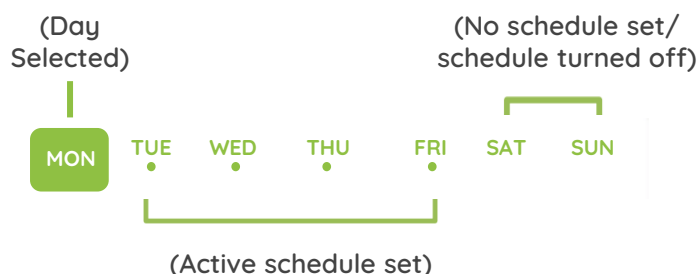 (Day
Selected)
(No schedule set/
schedule turned off)
MON TUE WED THU FRI SAT SUN
(Active schedule set)